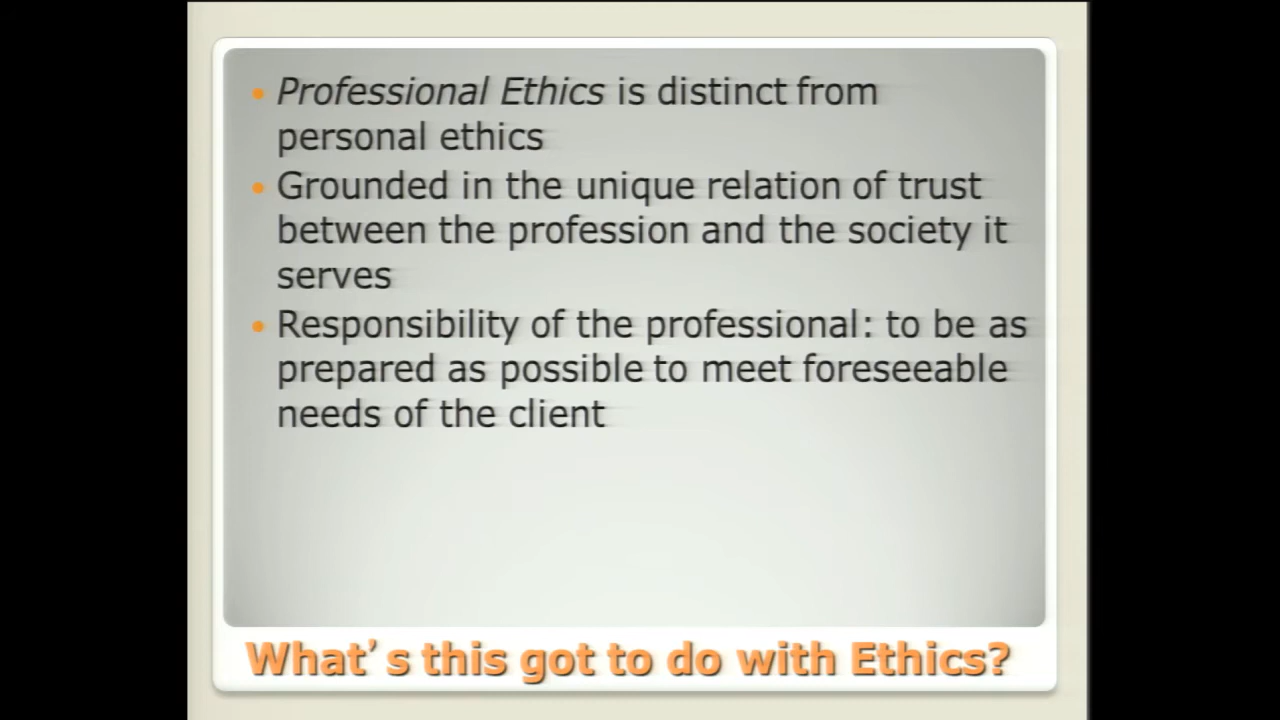 Professional Ethics is distinct from
personal ethics
Grounded in the unique relation of trust
between the profession and the society it
serves
Responsibility of the professional: to be as
prepared as possible to meet foreseeable
needs of the client
What's this got to do with Ethics?